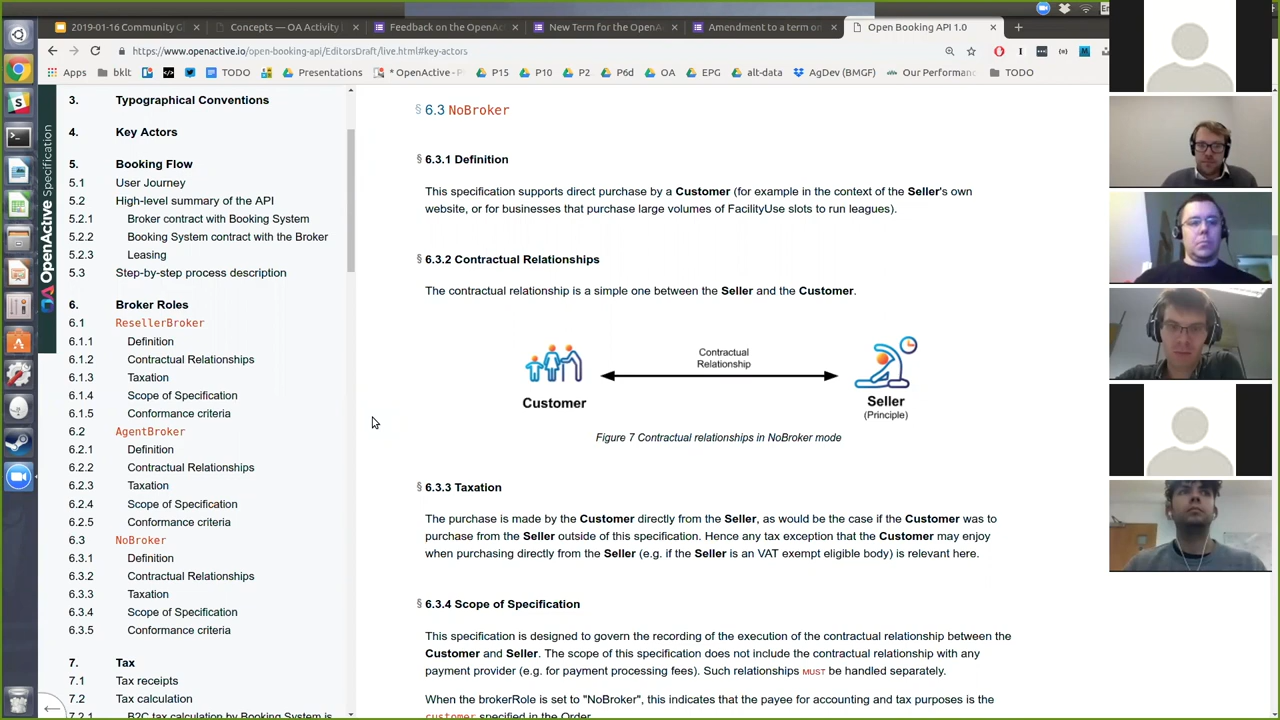 2019-01-16 Community G
Concepts — OA Activity
Feedback on the OpenA
New Term for the OpenA
Amendment to a term on
Open Booking API 1.0
https://www.openactive.io/open-booking-api/EditorsDraft/live.html#key-actors
Apps
bklt
TODO
Presentations
* OpenActive - P
P15
P10
P2
P6d
OA
EPG
alt-data
AgDev (BMGF)
Our Performanc
TODO
OpenActive Specification
3. Typographical Conventions
4. Key Actors
5. Booking Flow
5.1 User Journey
5.2 High-level summary of the API
5.2.1 Broker contract with Booking System
5.2.2 Booking System contract with the Broker
5.2.3 Leasing
5.3 Step-by-step process description
6. Broker Roles
6.1 ResellerBroker
6.1.1 Definition
6.1.2 Contractual Relationships
6.1.3 Taxation
6.1.4 Scope of Specification
6.1.5 Conformance criteria
6.2 AgentBroker
6.2.1 Definition
6.2.2 Contractual Relationships
6.2.3 Taxation
6.2.4 Scope of Specification
6.2.5 Conformance criteria
6.3 NoBroker
6.3.1 Definition
6.3.2 Contractual Relationships
6.3.3 Taxation
6.3.4 Scope of Specification
6.3.5 Conformance criteria
7. Tax
7.1 Tax receipts
7.2 Tax calculation
7.2.1 B2C tax calculation by Booking System is
§ 6.3 NoBroker
§ 6.3.1 Definition
This specification supports direct purchase by a Customer (for example in the context of the Seller's own
website, or for businesses that purchase large volumes of FacilityUse slots to run leagues).
§ 6.3.2 Contractual Relationships
The contractual relationship is a simple one between the Seller and the Customer.
Contractual
Relationship
Customer
Seller
(Principle)
Figure 7 Contractual relationships in NoBroker mode
§ 6.3.3 Taxation
The purchase is made by the Customer directly from the Seller, as would be the case if the Customer was to
purchase from the Seller outside of this specification. Hence any tax exception that the Customer may enjoy
when purchasing directly from the Seller (e.g. if the Seller is an VAT exempt eligible body) is relevant here.
§ 6.3.4 Scope of Specification
This specification is designed to govern the recording of the execution of the contractual relationship between the
Customer and Seller. The scope of this specification does not include the contractual relationship with any
payment provider (e.g. for payment processing fees). Such relationships MUST be handled separately.
When the brokerRole is set to "NoBroker", this indicates that the payee for accounting and tax purposes is the
customer specified in the Order.